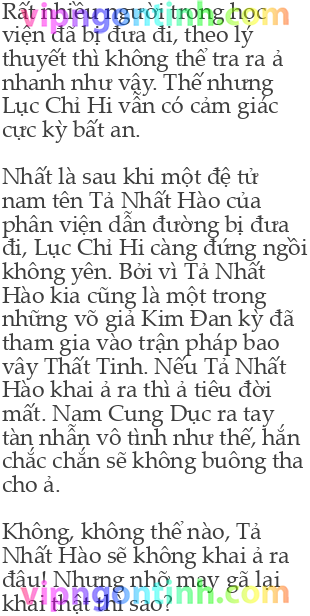 Rất nhiều người trong học
viện đã bị đưa đi, theo lý
thuyết thì không thể tra ra ả
nhanh như vậy. Thế nhưng
Lục Chỉ Hi vẫn có cảm giác
cực kỳ bất an.
Nhất là sau khi một đệ tử
nam tên Tả Nhất Hào của
phân viện dẫn đường bị đưa
đi, Lục Chỉ Hi càng đứng ngồi
không yên. Bởi vì Tả Nhất
Hào kia cũng là một trong
những võ giả Kim Đan kỳ đã
tham gia vào trận pháp bao
vây Thất Tinh. Nếu Tả Nhất
Hào khai ả ra thì ả tiêu đời
mất. Nam Cung Dục ra tay
tàn nhẫn vô tình như thế, hắn
chắc chắn sẽ không buông tha
cho ả.
Không, không thể nào, Tả
Nhất Hào sẽ không khai ả ra
đâu! Nhưng nhỡ may gã lại
khai thật thì sao?
vipngontinh.com
vipngontinh.com